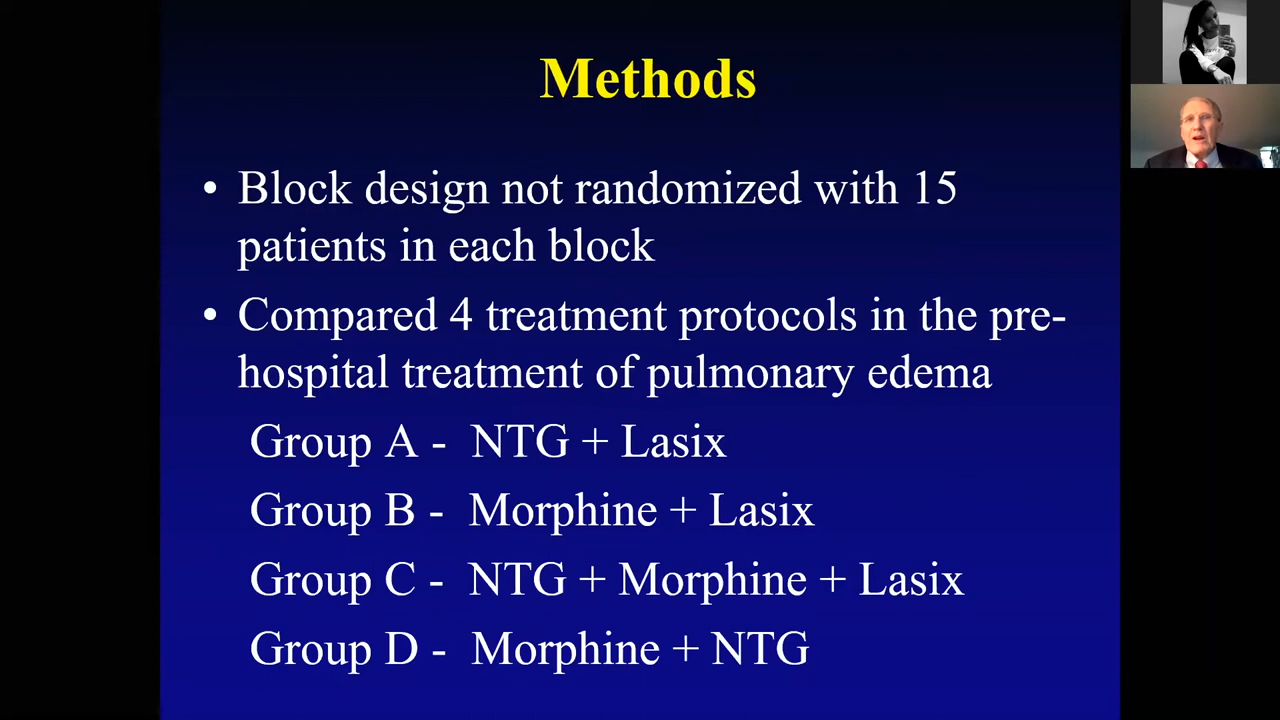 Methods
• Block design not randomized with 15
patients in each block
• Compared 4 treatment protocols in the pre-
hospital treatment of pulmonary edema
Group A - NTG + Lasix
Group B - Morphine + Lasix
Group C - NTG + Morphine + Lasix
Group D - Morphine + NTG